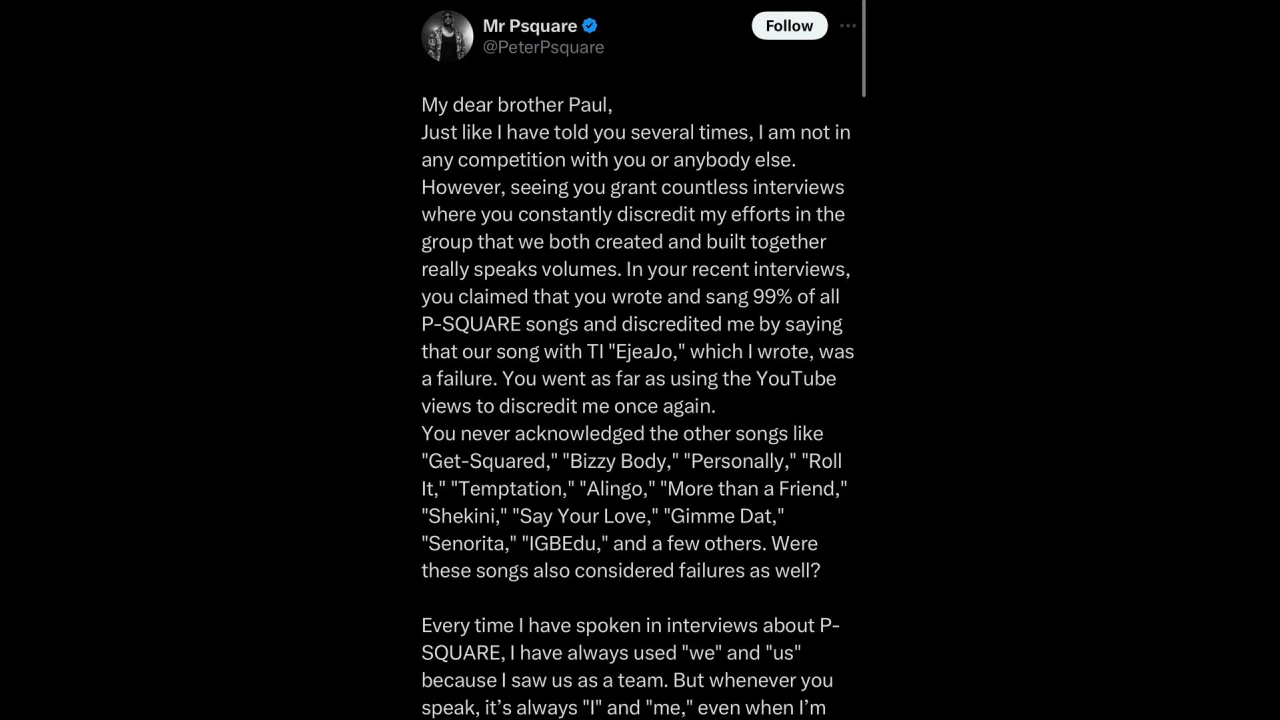 Mr Psquare
Follow
@PeterPsquare
My dear brother Paul,
Just like I have told you several times, I am not in
any competition with you or anybody else.
However, seeing you grant countless interviews
where you constantly discredit my efforts in the
group that we both created and built together
really speaks volumes. In your recent interviews,
you claimed that you wrote and sang 99% of all
P-SQUARE songs and discredited me by saying
that our song with TI "EjeaJo," which I wrote, was
a failure. You went as far as using the YouTube
views to discredit me once again.
You never acknowledged the other songs like
"Get-Squared," "Bizzy Body," "Personally," "Roll
It," "Temptation," "Alingo," "More than a Friend,"
"Shekini," "Say Your Love," "Gimme Dat,"
"Senorita," "IGBEdu," and a few others. Were
these songs also considered failures as well?
Every time I have spoken in interviews about P-
SQUARE, I have always used "we" and "us"
because I saw us as a team. But whenever you
speak, it’s always "I" and "me," even when I’m